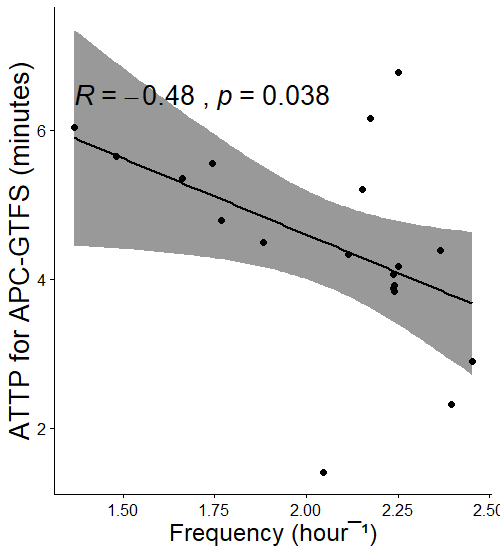 R = −0.48 , p = 0.038
ATTP for APC-GTFS (minutes)
6
4
2
1.50 1.75 2.00 2.25 2.50
Frequency (hour⁻¹)